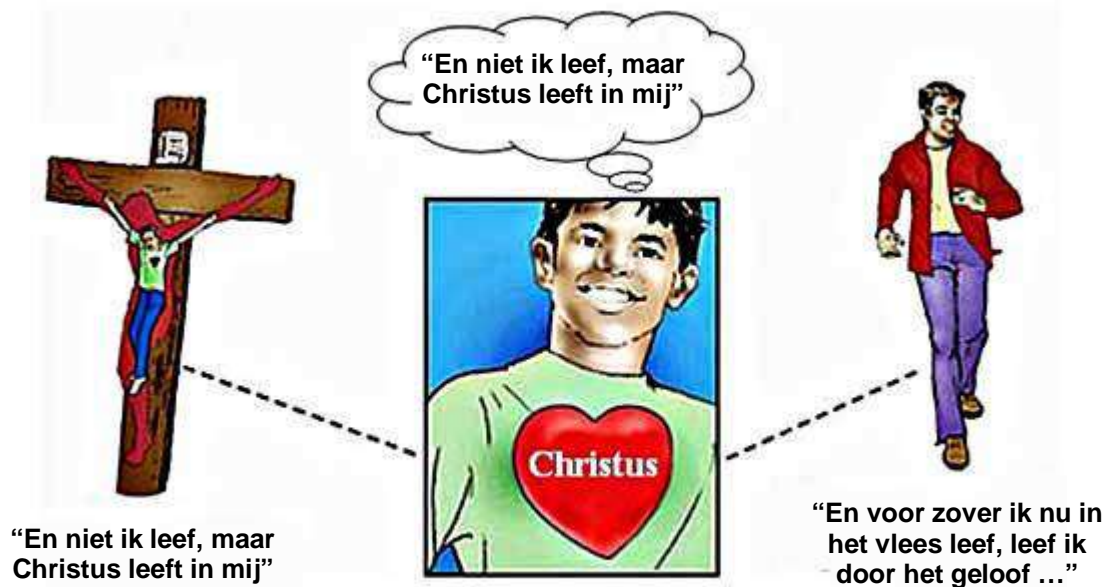 “En niet ik leef, maar
Christus leeft in mij”
Christus
“En niet ik leef, maar
Christus leeft in mij”
“En voor zover ik nu in
het vlees leef, leef ik
door het geloof …”